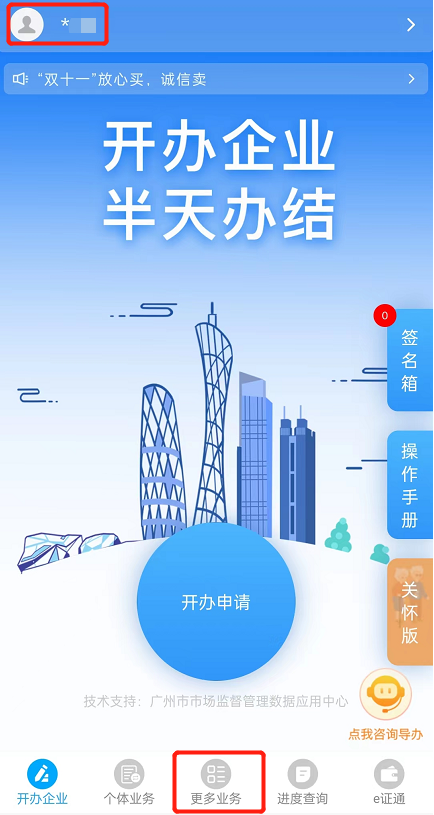 *
“双十一”放心买，诚信卖
开办企业
半天办结
0
签名箱
操作手册
关怀版
开办申请
技术支持：广州市市场监督管理数据应用中心
点我咨询导办
开办企业
个体业务
更多业务
进度查询
e证通